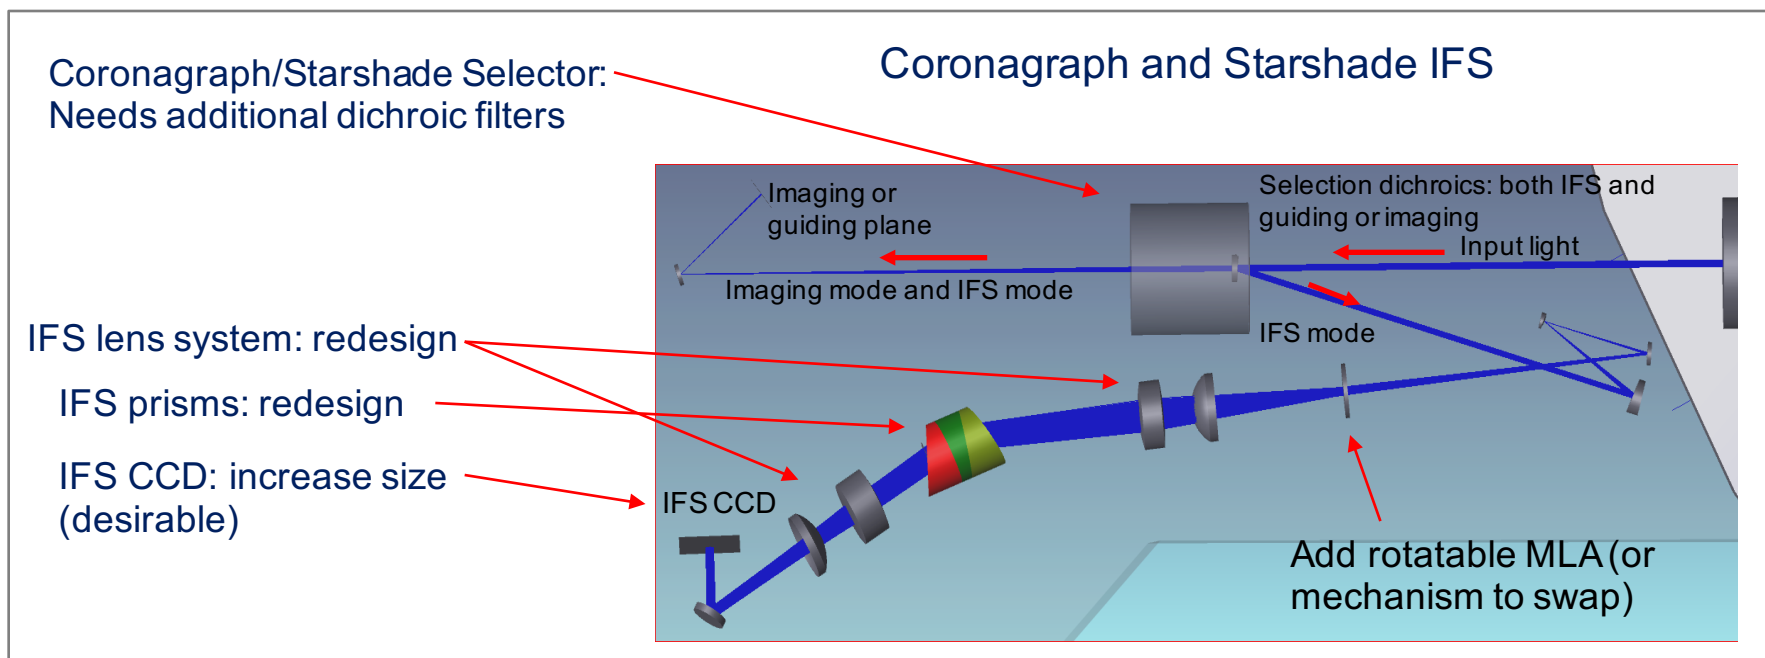 Coronagraph and Starshade IFS
Coronagraph/Starshade Selector:
Needs additional dichroic filters
Imaging or
guiding plane
Selection dichroics: both IFS and
guiding or imaging
Input light
Imaging mode and IFS mode
IFS mode
IFS lens system: redesign
IFS prisms: redesign
IFS CCD: increase size
(desirable)
IFS CCD
Add rotatable MLA (or
mechanism to swap)